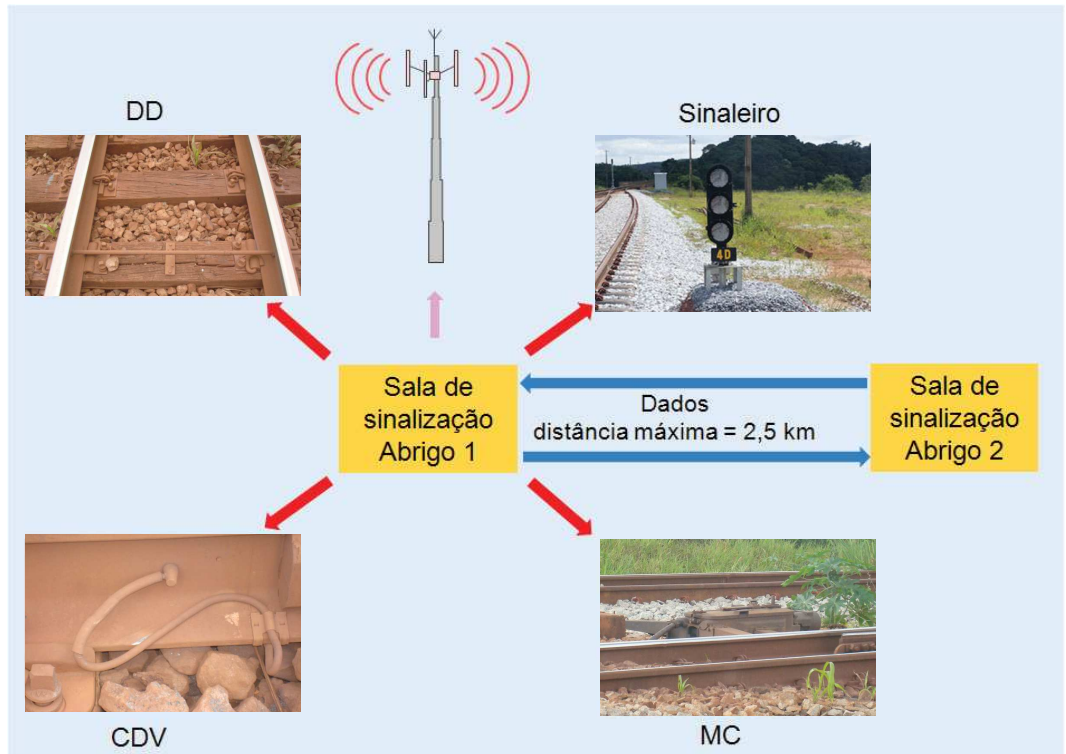 DD
Sinaleiro
4D
Sala de
sinalização
Abrigo 1
Dados
distância máxima = 2,5 km
Sala de
sinalização
Abrigo 2
CDV
MC